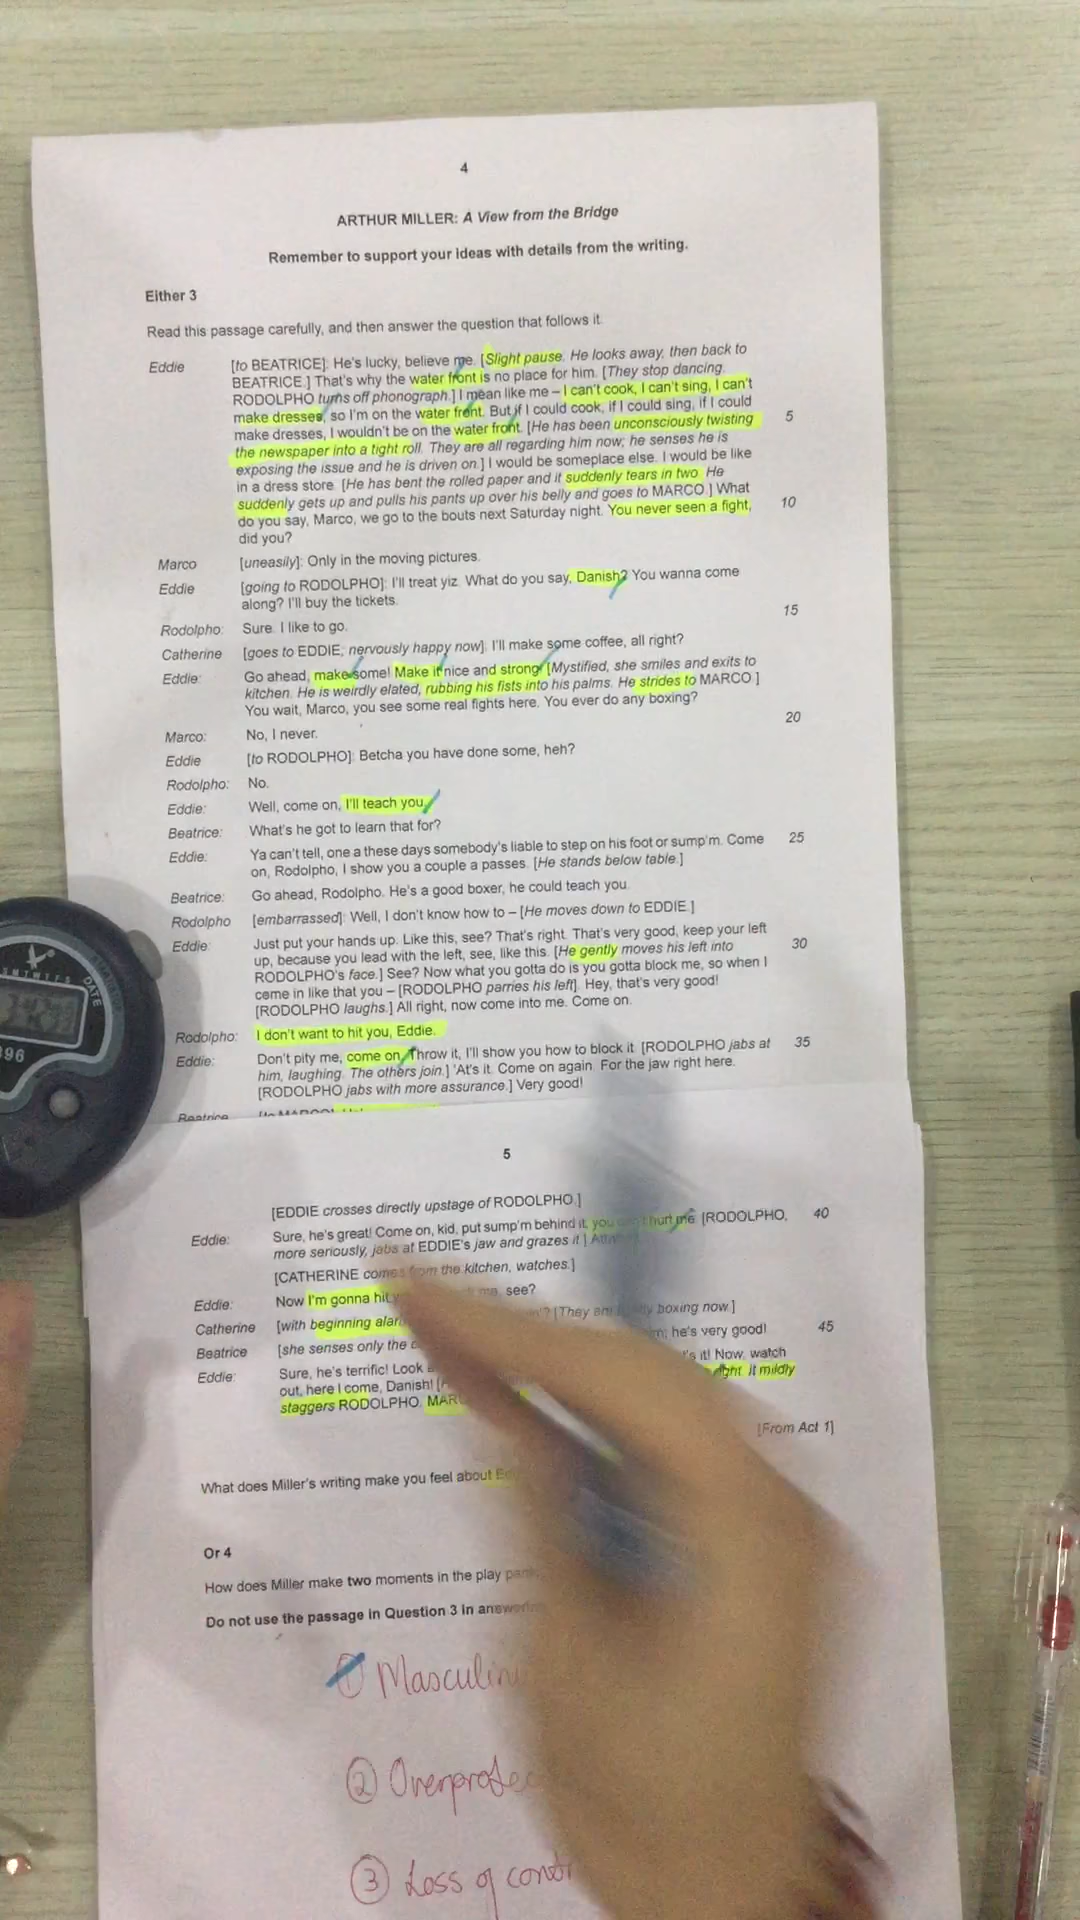 4
ARTHUR MILLER: A View from the Bridge
Remember to support your ideas with details from the writing.
Either 3
Read this passage carefully, and then answer the question that follows it.
Eddie [to BEATRICE]: He's lucky, believe me. [Slight pause. He looks away, then back to
BEATRICE.] That's why the water front is no place for him. [They stop dancing.
RODOLPHO turns off phonograph.] I mean like me – I can't cook, I can't sing, I can't
make dresses, so I'm on the water front. But if I could cook, if I could sing, if I could
make dresses, I wouldn't be on the water front. [He has been unconsciously twisting 5
the newspaper into a tight roll. They are all regarding him now; he senses he is
exposing the issue and he is driven on.] I would be someplace else. I would be like
in a dress store. [He has bent the rolled paper and it suddenly tears in two. He
suddenly gets up and pulls his pants up over his belly and goes to MARCO.] What
do you say, Marco, we go to the bouts next Saturday night. You never seen a fight, 10
did you?
Marco [uneasily]: Only in the moving pictures.
Eddie [going to RODOLPHO]: I'll treat yiz. What do you say, Danish? You wanna come
along? I'll buy the tickets.
15
Rodolpho: Sure. I like to go.
Catherine [goes to EDDIE; nervously happy now]: I'll make some coffee, all right?
Eddie: Go ahead, make some! Make it nice and strong. [Mystified, she smiles and exits to
kitchen. He is weirdly elated, rubbing his fists into his palms. He strides to MARCO.]
You wait, Marco, you see some real fights here. You ever do any boxing?
20
Marco: No, I never.
Eddie [to RODOLPHO]: Betcha you have done some, heh?
Rodolpho: No.
Eddie: Well, come on, I'll teach you.
Beatrice: What's he got to learn that for?
Eddie: Ya can't tell, one a these days somebody's liable to step on his foot or sump'm. Come 25
on, Rodolpho, I show you a couple a passes. [He stands below table.]
Beatrice: Go ahead, Rodolpho. He's a good boxer, he could teach you.
Rodolpho [embarrassed]: Well, I don't know how to – [He moves down to EDDIE.]
Eddie: Just put your hands up. Like this, see? That's right. That's very good, keep your left 30
up, because you lead with the left, see, like this. [He gently moves his left into
RODOLPHO's face.] See? Now what you gotta do is you gotta block me, so when I
come in like that you – [RODOLPHO parries his left]. Hey, that's very good!
[RODOLPHO laughs.] All right, now come into me. Come on.
Rodolpho: I don't want to hit you, Eddie.
Eddie: Don't pity me, come on. Throw it, I'll show you how to block it. [RODOLPHO jabs at 35
him, laughing. The others join.] 'At's it. Come on again. For the jaw right here.
[RODOLPHO jabs with more assurance.] Very good!
Beatrice [to MARCO]:
5
[EDDIE crosses directly upstage of RODOLPHO.]
Eddie: Sure, he's great! Come on, kid, put sump'm behind it, you can't hurt me. [RODOLPHO, 40
more seriously, jabs at EDDIE's jaw and grazes it.]
[CATHERINE comes from the kitchen, watches.]
Eddie: Now I'm gonna hit me, see?
Catherine [with beginning alarm [They are boxing now.]
Beatrice [she senses only the he's very good! 45
Eddie: Sure, he's terrific! Look 's it! Now, watch
out, here I come, Danish! right. It mildly
staggers RODOLPHO.
[From Act 1]
What does Miller's writing make you feel about
Or 4
How does Miller make two moments in the play
Do not use the passage in Question 3 in
① Masculin
② Overprotec
③ Loss of cont
DATE
396